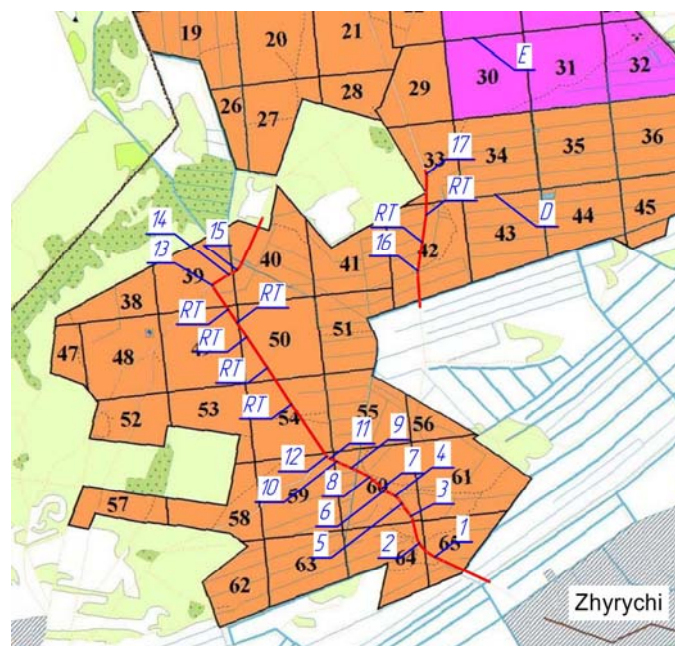 19 20 21
E
30 31 32
26 27 28 29
17
33 34 35 36
RT
D
14 15 RT
16 42 43 44 45
13 39 40 41
38
RT RT
47 48 50 51
RT
RT
52 53 RT 54
55 56
11 9
12 7 4
10 59 8 60 61 3
57 58 6
5 2 1
62 63 64 65
Zhyrychi